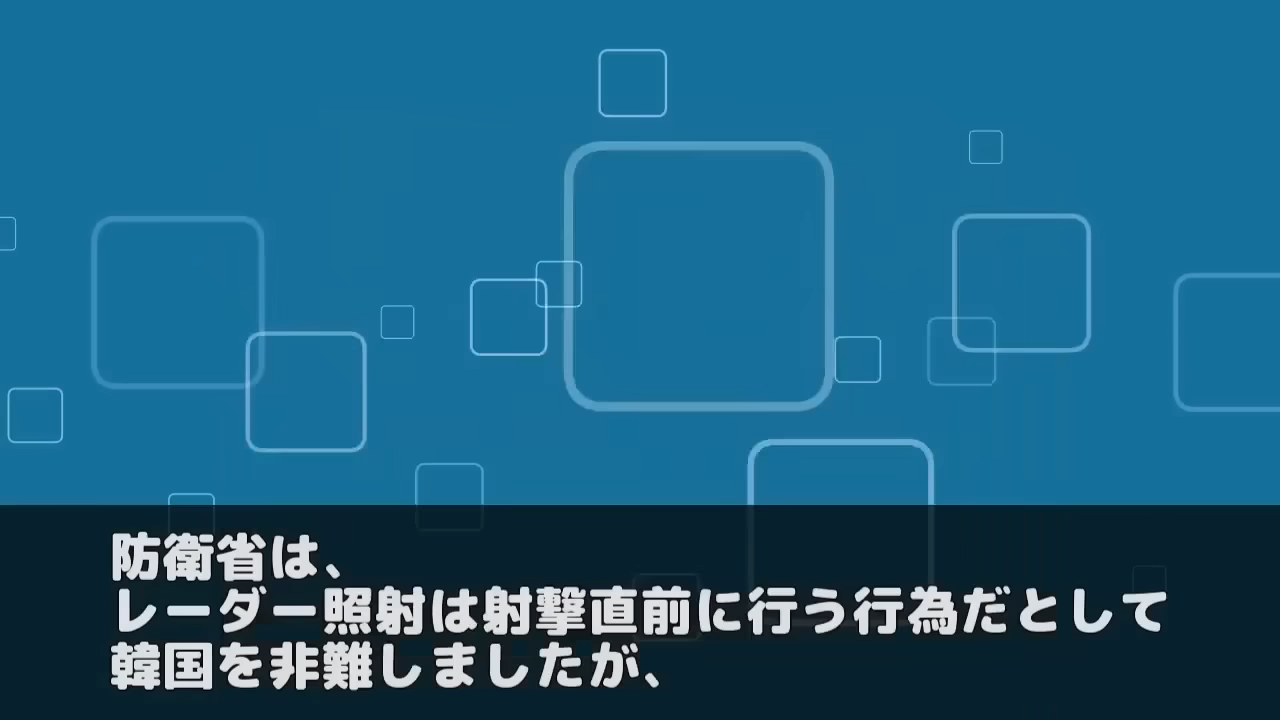 防衛省は、
レーダー照射は射撃直前に行う行為だとして
韓国を非難しましたが、